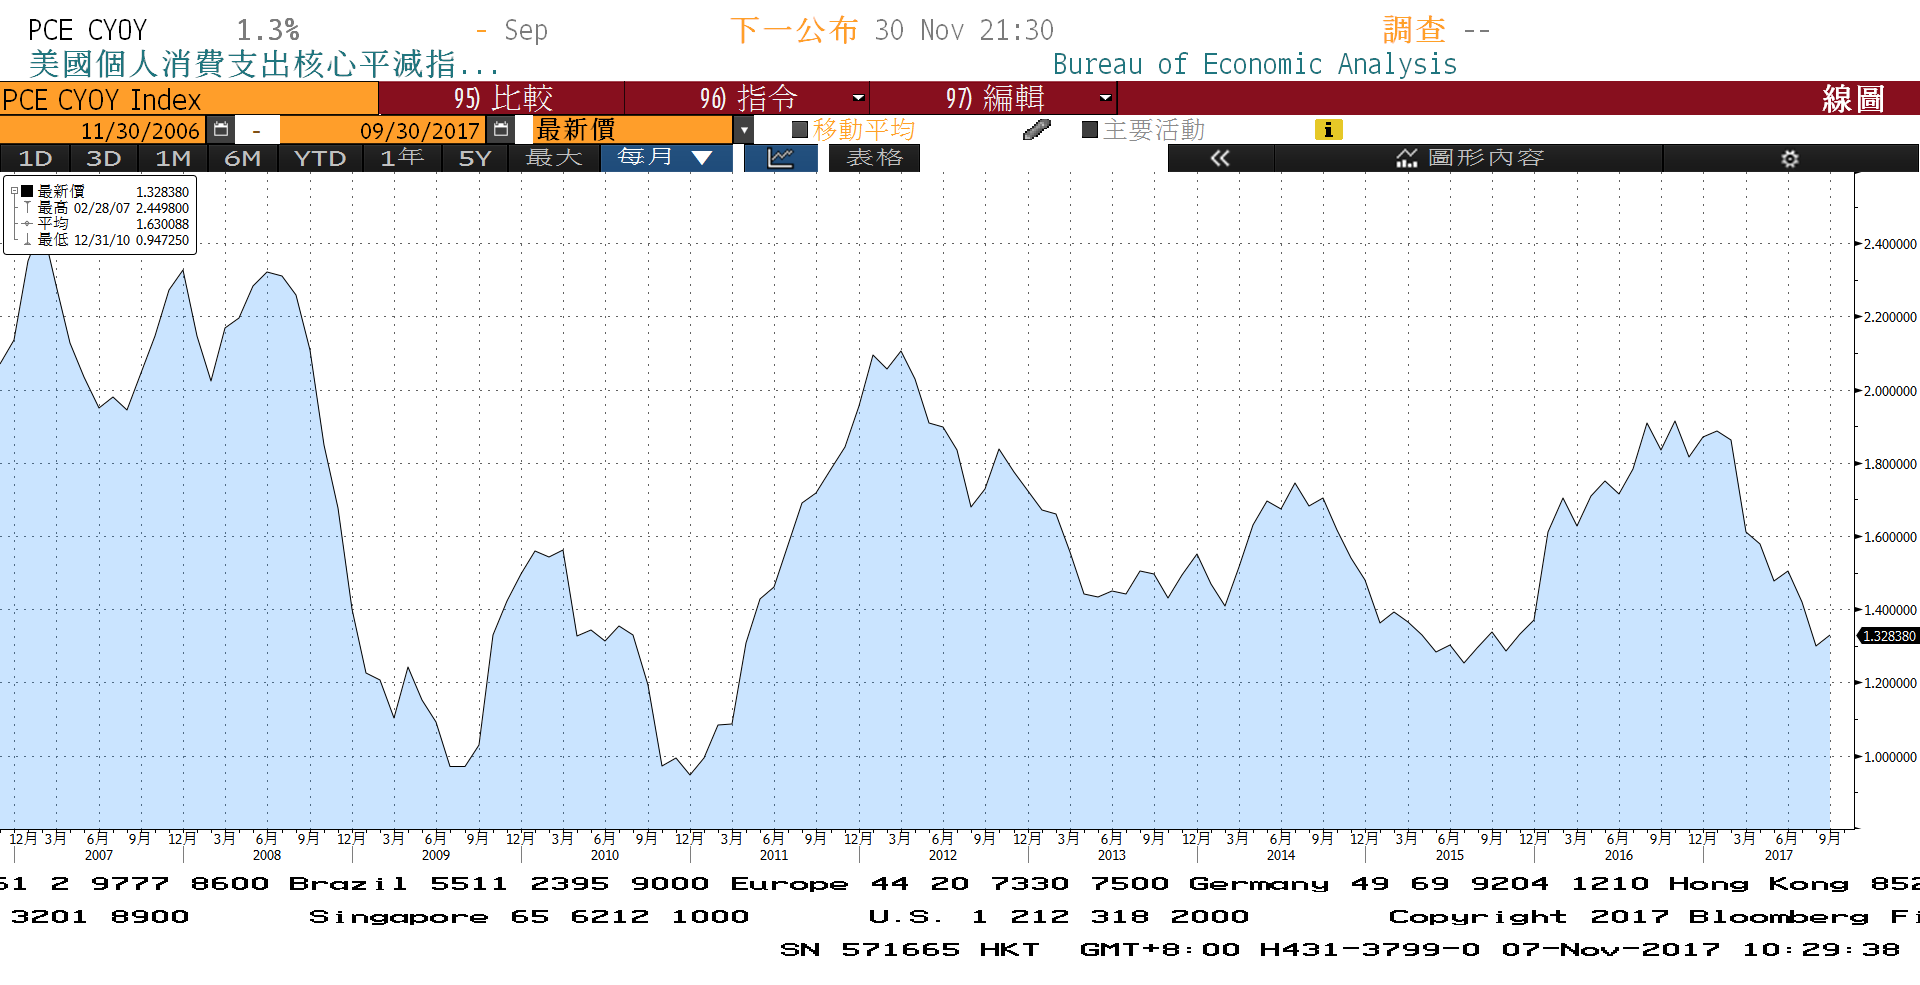 PCE CYOY 1.3% - Sep 下一公布 30 Nov 21:30 調查 --
美國個人消費支出核心平減指... Bureau of Economic Analysis
PCE CYOY Index 95) 比較 96) 指令 97) 編輯 線圖
11/30/2006 - 09/30/2017 最新價 移動平均 主要活動 i
1D 3D 1M 6M YTD 1年 5Y 最大 每月 ▼ 表格 « 圖形內容
最新價 1.328380
最高 02/28/07 2.449800
平均 1.630088
最低 12/31/10 0.947250
2.400000
2.200000
2.000000
1.800000
1.600000
1.400000
1.328380
1.200000
1.000000
12月 3月 6月 9月 12月 3月 6月 9月 12月 3月 6月 9月 12月 3月 6月 9月 12月 3月 6月 9月 12月 3月 6月 9月 12月 3月 6月 9月 12月 3月 6月 9月 12月 3月 6月 9月 12月 3月 6月 9月 12月 3月 6月 9月
2007 2008 2009 2010 2011 2012 2013 2014 2015 2016 2017
61 2 9777 8600 Brazil 5511 2395 9000 Europe 44 20 7330 7500 Germany 49 69 9204 1210 Hong Kong 852
3201 8900 Singapore 65 6212 1000 U.S. 1 212 318 2000 Copyright 2017 Bloomberg Fi
SN 571665 HKT GMT+8:00 H431-3799-0 07-Nov-2017 10:29:38